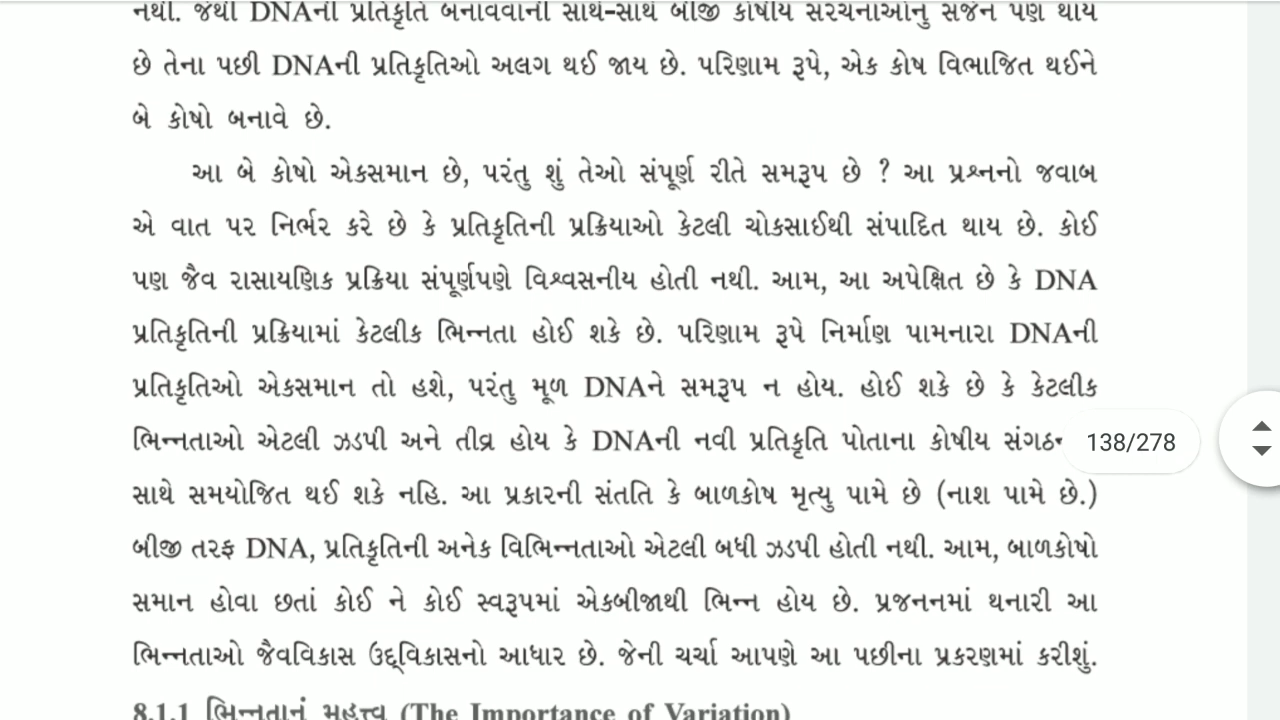 નથી. જેથી DNAની પ્રતિકૃતિ બનાવવાની સાથે-સાથે બીજી કોષીય સંરચનાઓનું સર્જન પણ થાય
છે તેના પછી DNAની પ્રતિકૃતિઓ અલગ થઈ જાય છે. પરિણામ રૂપે, એક કોષ વિભાજિત થઈને
બે કોષો બનાવે છે.
આ બે કોષો એકસમાન છે, પરંતુ શું તેઓ સંપૂર્ણ રીતે સમરૂપ છે ? આ પ્રશ્નનો જવાબ
એ વાત પર નિર્ભર કરે છે કે પ્રતિકૃતિની પ્રક્રિયાઓ કેટલી ચોકસાઈથી સંપાદિત થાય છે. કોઈ
પણ જૈવ રાસાયણિક પ્રક્રિયા સંપૂર્ણપણે વિશ્વસનીય હોતી નથી. આમ, આ અપેક્ષિત છે કે DNA
પ્રતિકૃતિની પ્રક્રિયામાં કેટલીક ભિન્નતા હોઈ શકે છે. પરિણામ રૂપે નિર્માણ પામનારા DNAની
પ્રતિકૃતિઓ એકસમાન તો હશે, પરંતુ મૂળ DNAને સમરૂપ ન હોય. હોઈ શકે છે કે કેટલીક
ભિન્નતાઓ એટલી ઝડપી અને તીવ્ર હોય કે DNAની નવી પ્રતિકૃતિ પોતાના કોષીય 138/278
સાથે સમયોજિત થઈ શકે નહિ. આ પ્રકારની સંતતિ કે બાળકોષ મૃત્યુ પામે છે (નાશ પામે છે.)
બીજી તરફ DNA, પ્રતિકૃતિની અનેક વિભિન્નતાઓ એટલી બધી ઝડપી હોતી નથી. આમ, બાળકોષો
સમાન હોવા છતાં કોઈ ને કોઈ સ્વરૂપમાં એકબીજાથી ભિન્ન હોય છે. પ્રજનનમાં થનારી આ
ભિન્નતાઓ જૈવવિકાસ ઉદ્દ્વિકાસનો આધાર છે. જેની ચર્ચા આપણે આ પછીના પ્રકરણમાં કરીશું.
8.1.1 ભિન્નતાનું મહત્ત્વ (The Importance of Variation)